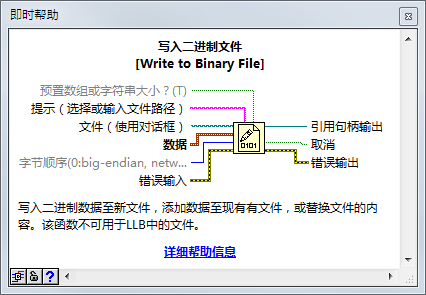 即时帮助
写入二进制文件
[Write to Binary File]
预置数组或字符串大小？(T)
提示（选择或输入文件路径）
文件（使用对话框）
数据
字节顺序(0:big-endian, netw...
错误输入
0101
引用句柄输出
取消
错误输出
写入二进制数据至新文件，添加数据至现有有文件，或替换文件的内
容。该函数不可用于LLB中的文件。
详细帮助信息
?